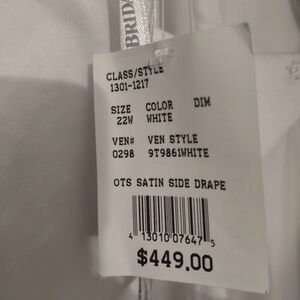 BRID
CLASS/STYLE
1301-1217
SIZE COLOR DIM
22W WHITE
VEN# VEN STYLE
0298 9T9861WHITE
OTS SATIN SIDE DRAPE
4 13010 07647 5
$449.00